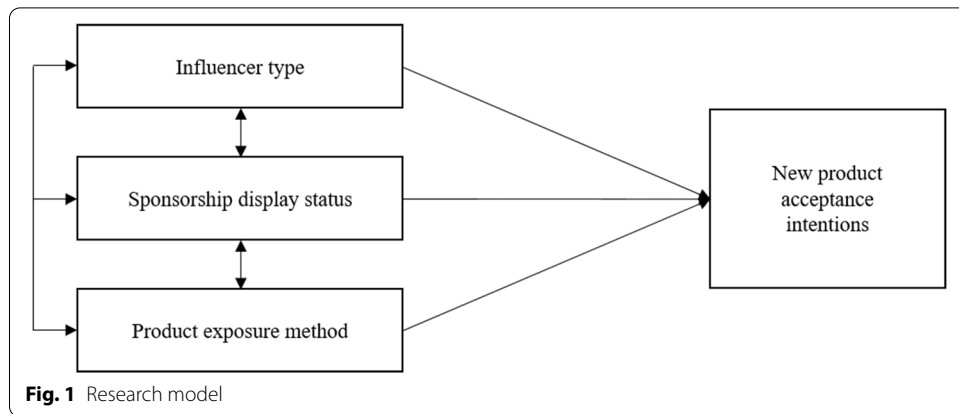 Influencer type
Sponsorship display status
Product exposure method
New product
acceptance
intentions
Fig. 1 Research model